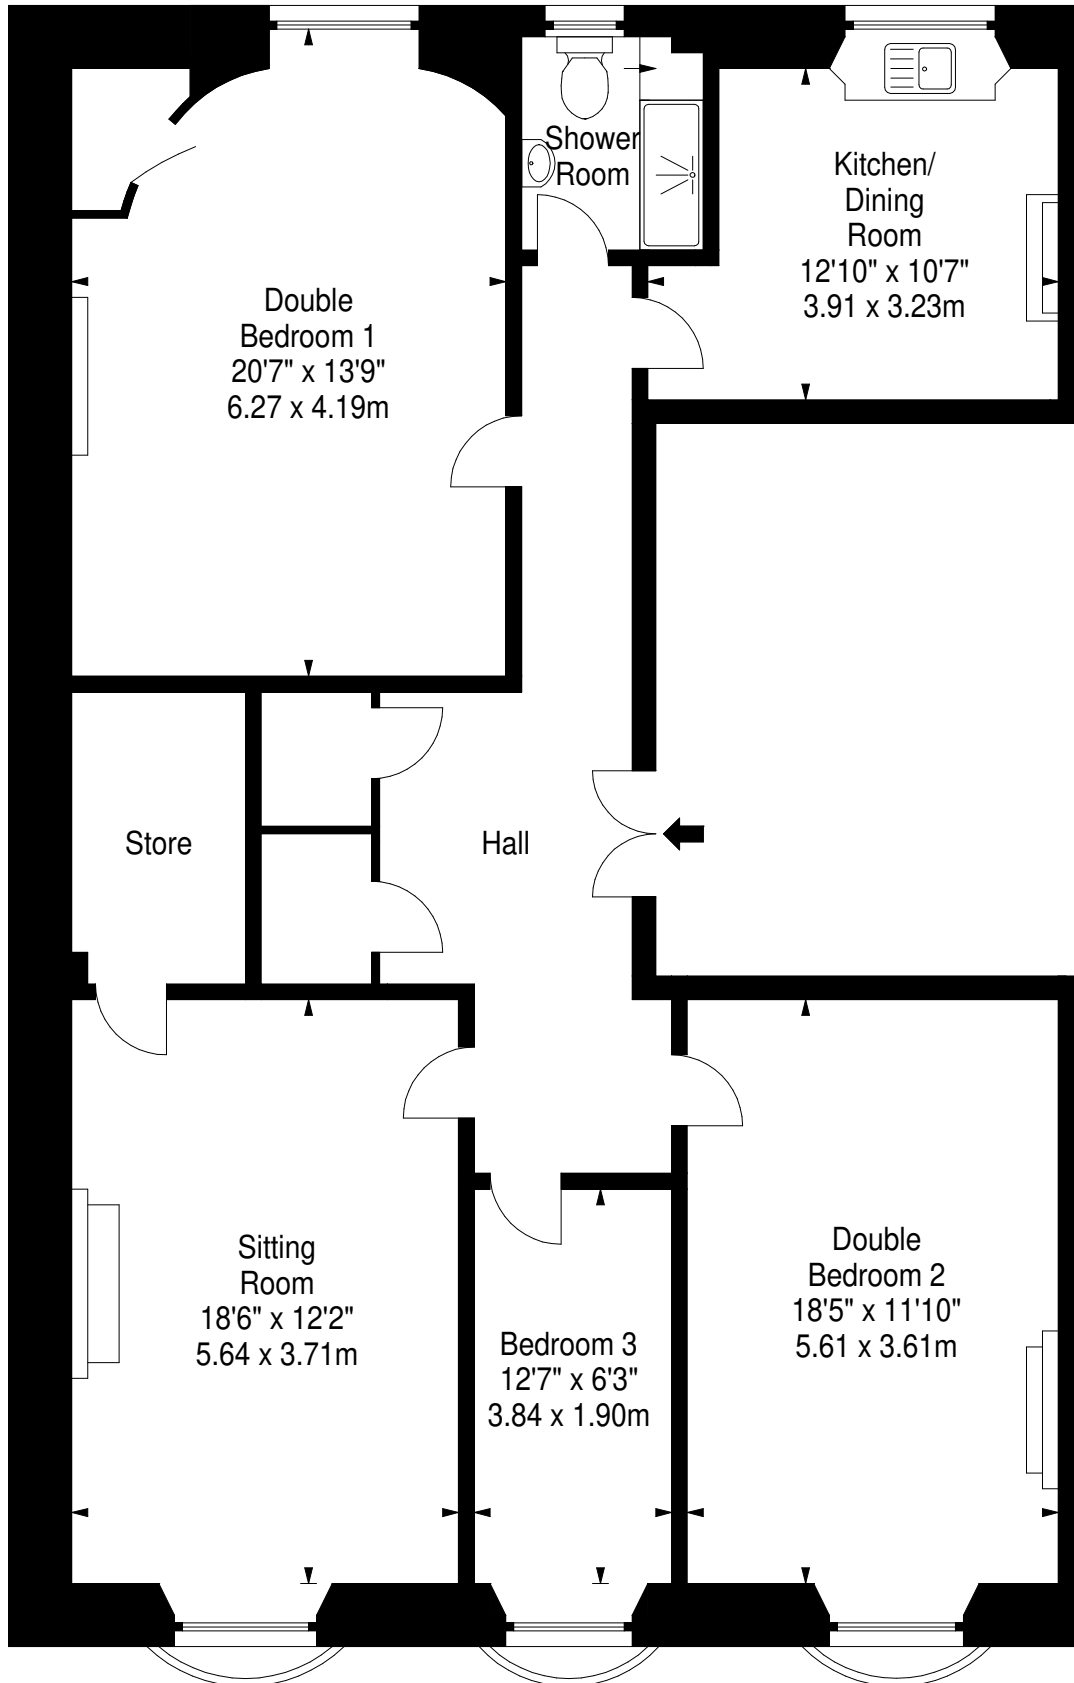 Shower
Room
Kitchen/
Dining
Room
12'10" x 10'7"
3.91 x 3.23m
Double
Bedroom 1
20'7" x 13'9"
6.27 x 4.19m
Store
Hall
Sitting
Room
18'6" x 12'2"
5.64 x 3.71m
Bedroom 3
12'7" x 6'3"
3.84 x 1.90m
Double
Bedroom 2
18'5" x 11'10"
5.61 x 3.61m